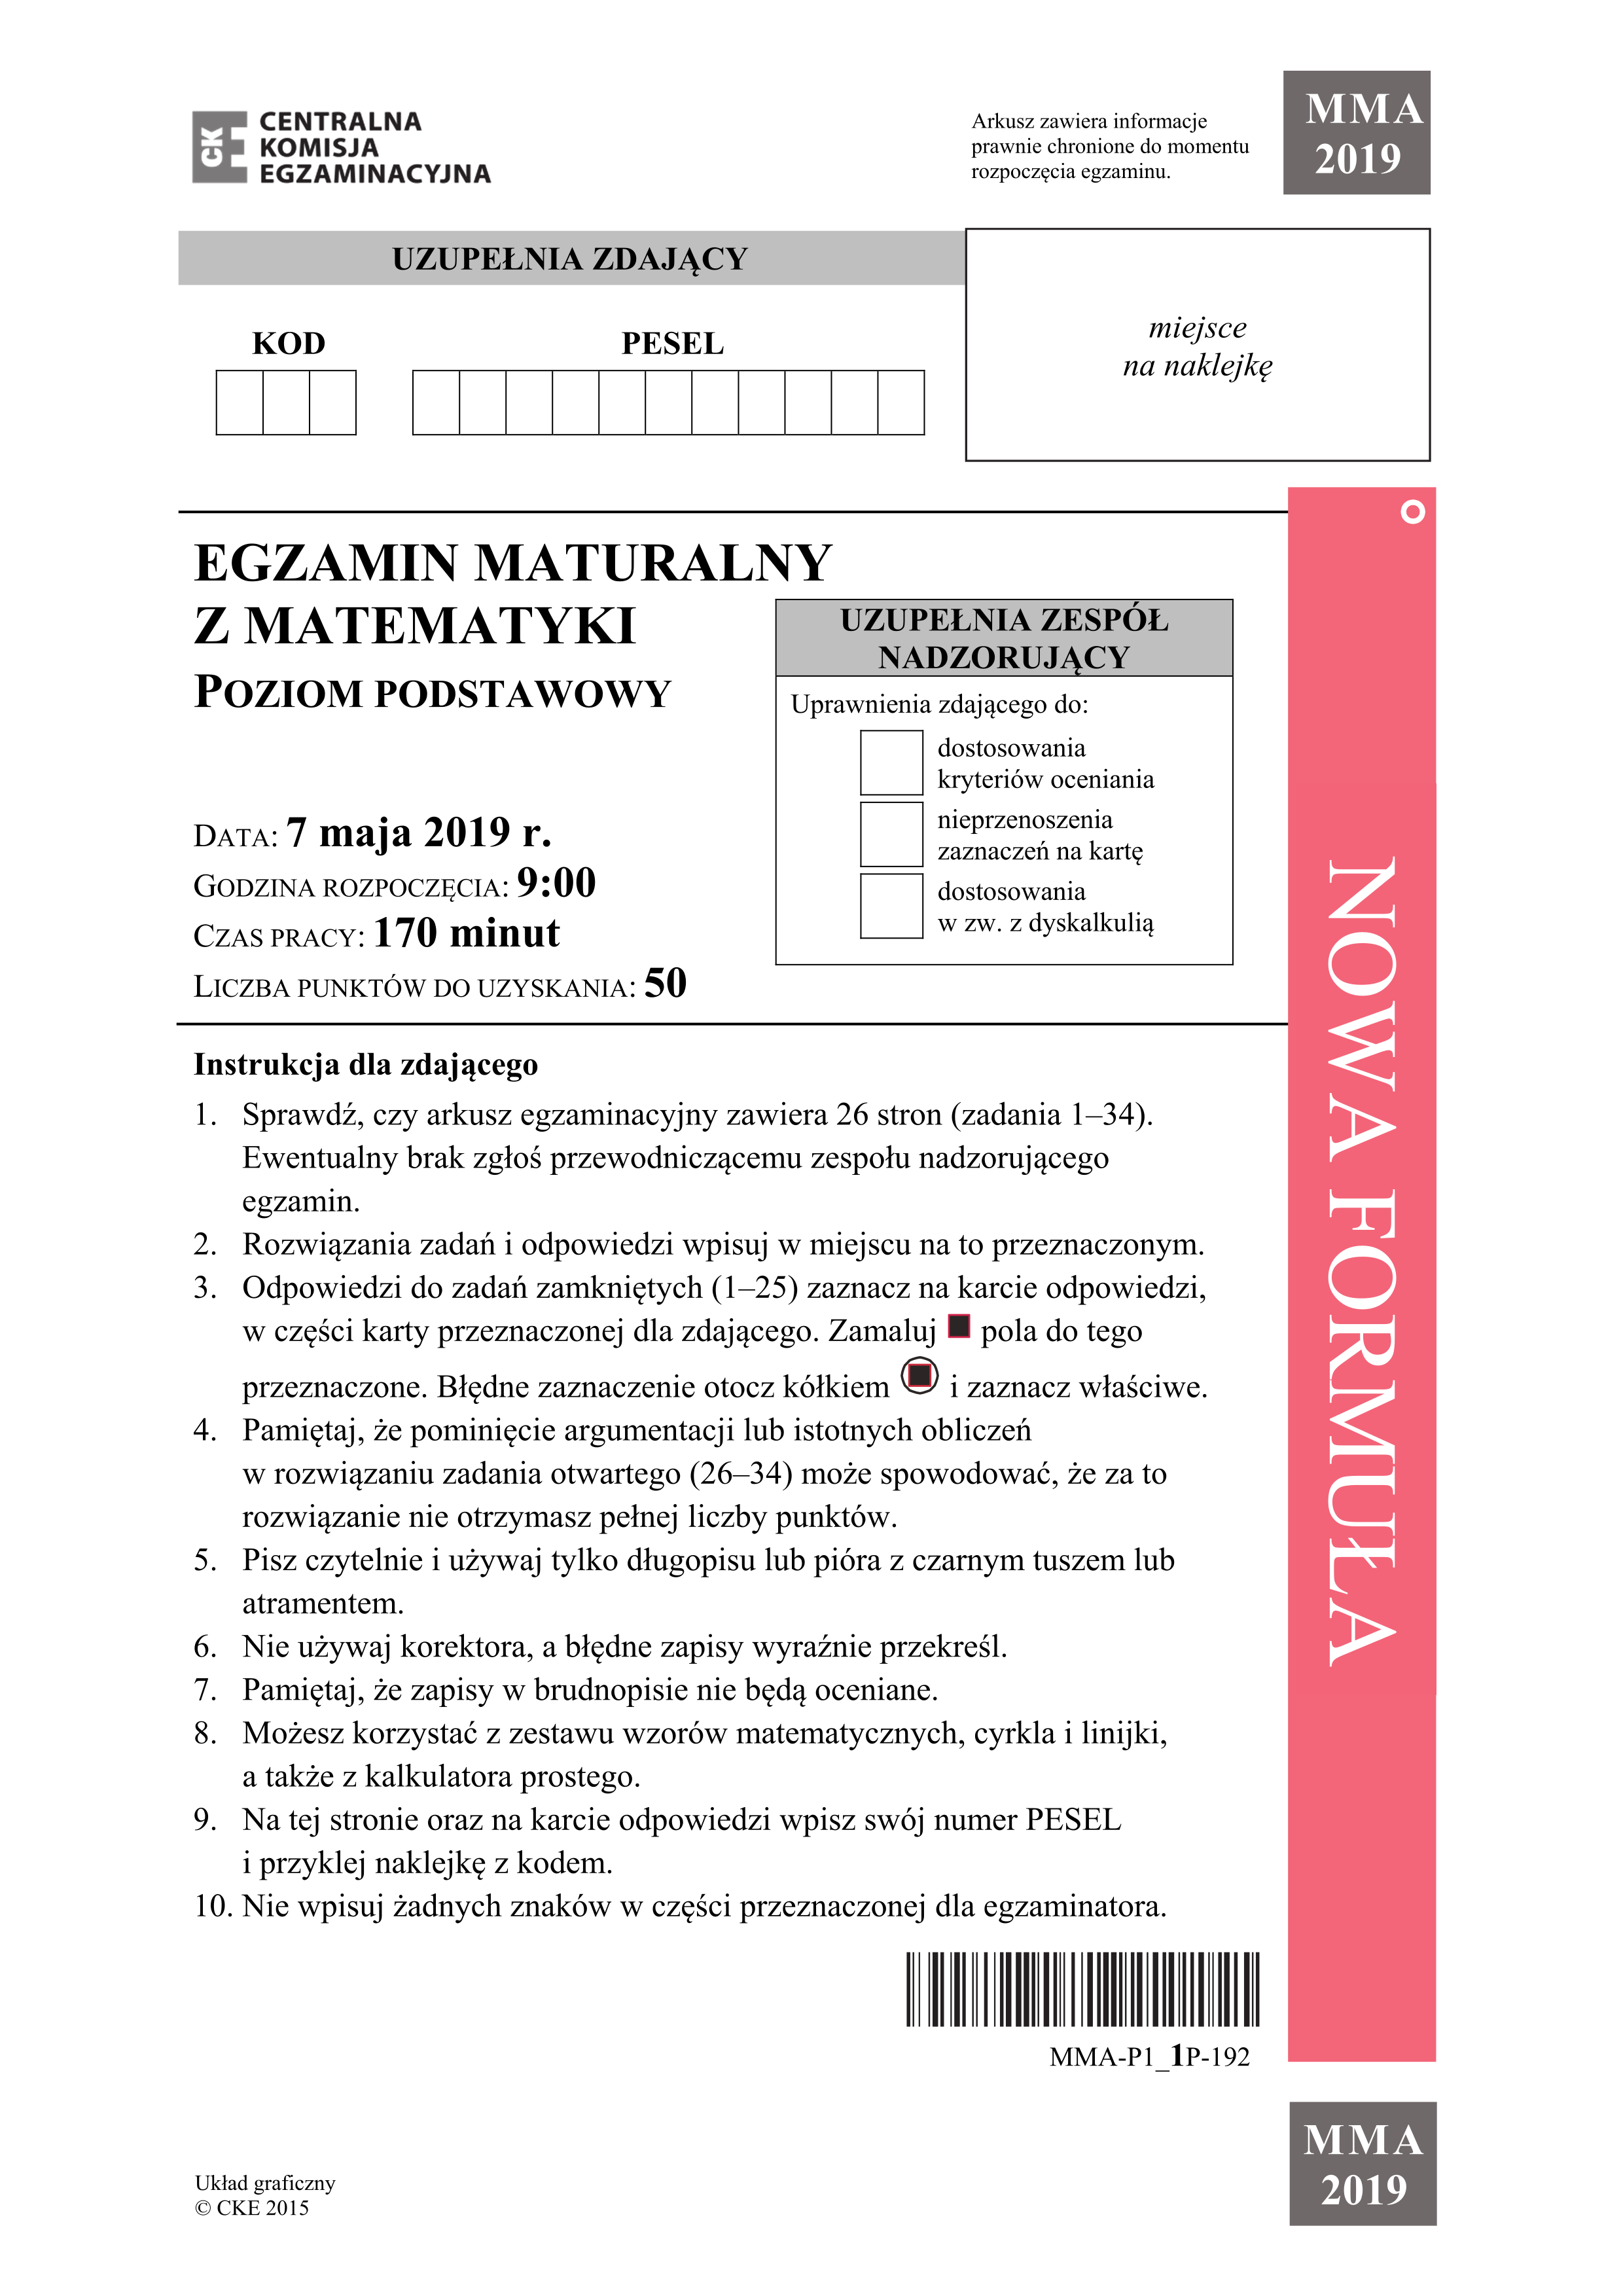 CK
CENTRALNA
KOMISJA
EGZAMINACYJNA
Arkusz zawiera informacje
prawnie chronione do momentu
rozpoczęcia egzaminu.
MMA
2019
UZUPEŁNIA ZDAJĄCY
KOD
PESEL
miejsce
na naklejkę
EGZAMIN MATURALNY
Z MATEMATYKI
POZIOM PODSTAWOWY
DATA: 7 maja 2019 r.
GODZINA ROZPOCZĘCIA: 9:00
CZAS PRACY: 170 minut
LICZBA PUNKTÓW DO UZYSKANIA: 50
UZUPEŁNIA ZESPÓŁ
NADZORUJĄCY
Uprawnienia zdającego do:
dostosowania
kryteriów oceniania
nieprzenoszenia
zaznaczeń na kartę
dostosowania
w zw. z dyskalkulią
NOWA FORMUŁA
Instrukcja dla zdającego
1. Sprawdź, czy arkusz egzaminacyjny zawiera 26 stron (zadania 1–34).
Ewentualny brak zgłoś przewodniczącemu zespołu nadzorującego
egzamin.
2. Rozwiązania zadań i odpowiedzi wpisuj w miejscu na to przeznaczonym.
3. Odpowiedzi do zadań zamkniętych (1–25) zaznacz na karcie odpowiedzi,
w części karty przeznaczonej dla zdającego. Zamaluj ■ pola do tego
przeznaczone. Błędne zaznaczenie otocz kółkiem i zaznacz właściwe.
4. Pamiętaj, że pominięcie argumentacji lub istotnych obliczeń
w rozwiązaniu zadania otwartego (26–34) może spowodować, że za to
rozwiązanie nie otrzymasz pełnej liczby punktów.
5. Pisz czytelnie i używaj tylko długopisu lub pióra z czarnym tuszem lub
atramentem.
6. Nie używaj korektora, a błędne zapisy wyraźnie przekreśl.
7. Pamiętaj, że zapisy w brudnopisie nie będą oceniane.
8. Możesz korzystać z zestawu wzorów matematycznych, cyrkla i linijki,
a także z kalkulatora prostego.
9. Na tej stronie oraz na karcie odpowiedzi wpisz swój numer PESEL
i przyklej naklejkę z kodem.
10. Nie wpisuj żadnych znaków w części przeznaczonej dla egzaminatora.
MMA-P1_1P-192
Układ graficzny
© CKE 2015
MMA
2019